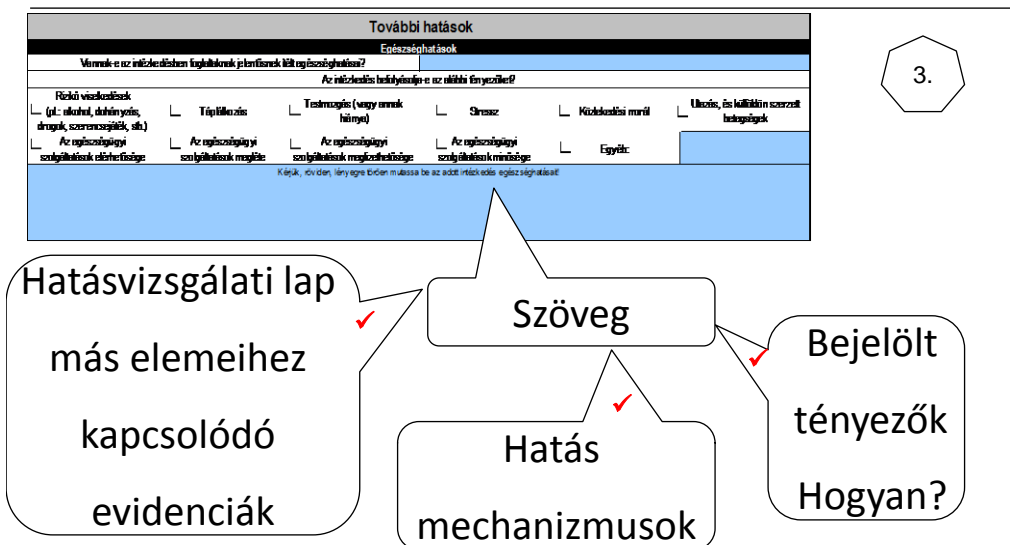 További hatások
Egészséghatások
Vannak-e az intézkedésben foglaltaknak jelentősnek ítélt egészséghatásai?
Az intézkedés befolyásolja-e az alábbi tényezőket?
Rizikó viselkedések
(pl.: alkohol, dohányzás,
drogok, szerencsejáték, stb.)
Táplálkozás
Testmozgás (vagy annak
hiánya)
Stressz
Közlekedési morál
Utazás, és külföldön szerzett
betegségek
Az egészségügyi
szolgáltatások elérhetősége
Az egészségügyi
szolgáltatások megléte
Az egészségügyi
szolgáltatások megfizethetősége
Az egészségügyi
szolgáltatások minősége
Egyéb:
Kérjük, röviden, lényegre törően mutassa be az adott intézkedés egészséghatásait!
3.
Hatásvizsgálati lap
más elemeihez
kapcsolódó
evidenciák
Szöveg
Hatás
mechanizmusok
Bejelölt
tényezők
Hogyan?